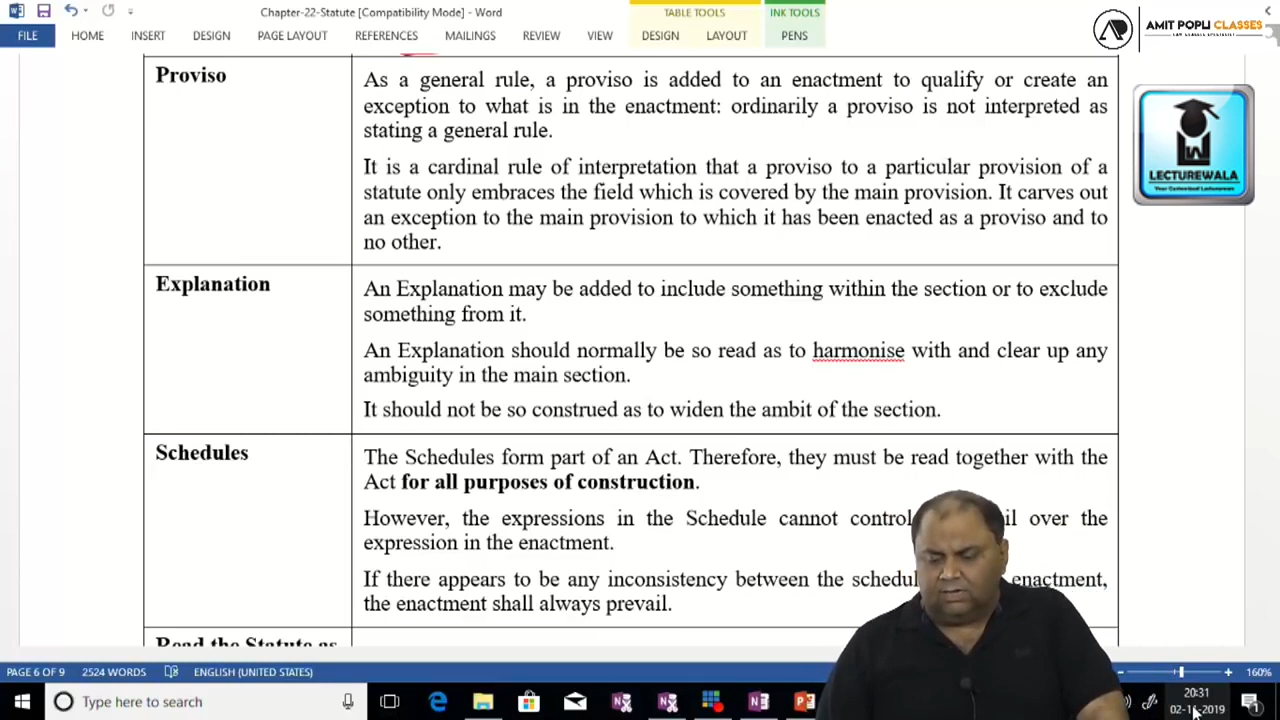 Chapter-22-Statute [Compatibility Mode] - Word
TABLE TOOLS
INK TOOLS
FILE
HOME
INSERT
DESIGN
PAGE LAYOUT
REFERENCES
MAILINGS
REVIEW
VIEW
DESIGN
LAYOUT
PENS
AMIT POPLI CLASSES
LECTUREWALA
Proviso
As a general rule, a proviso is added to an enactment to qualify or create an
exception to what is in the enactment: ordinarily a proviso is not interpreted as
stating a general rule.
It is a cardinal rule of interpretation that a proviso to a particular provision of a
statute only embraces the field which is covered by the main provision. It carves out
an exception to the main provision to which it has been enacted as a proviso and to
no other.
Explanation
An Explanation may be added to include something within the section or to exclude
something from it.
An Explanation should normally be so read as to harmonise with and clear up any
ambiguity in the main section.
It should not be so construed as to widen the ambit of the section.
Schedules
The Schedules form part of an Act. Therefore, they must be read together with the
Act for all purposes of construction.
However, the expressions in the Schedule cannot control over the
expression in the enactment.
If there appears to be any inconsistency between the schedul enactment,
the enactment shall always prevail.
Read the Statute as
PAGE 6 OF 9
2524 WORDS
ENGLISH (UNITED STATES)
160%
Type here to search
20:31
02-11-2019